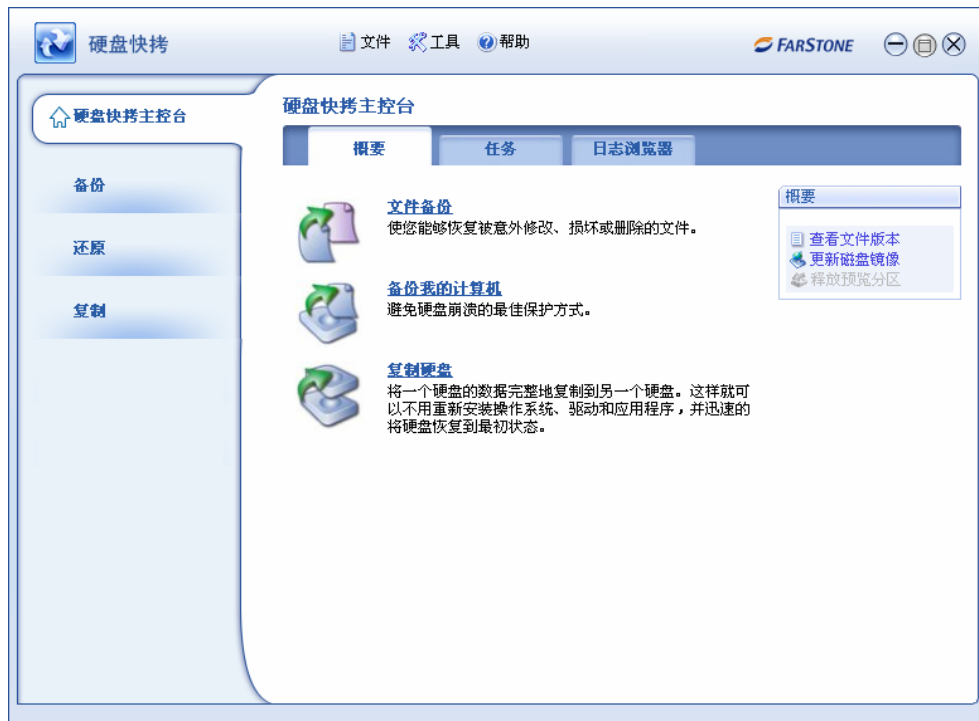 硬盘快拷
文件 工具 帮助
FARSTONE
硬盘快拷主控台
备份
还原
复制
硬盘快拷主控台
概要 任务 日志浏览器
文件备份
使您能够恢复被意外修改、损坏或删除的文件。
备份我的计算机
避免硬盘崩溃的最佳保护方式。
复制硬盘
将一个硬盘的数据完整地复制到另一个硬盘。这样就可
以不用重新安装操作系统、驱动和应用程序，并迅速的
将硬盘恢复到最初状态。
概要
查看文件版本
更新磁盘镜像
释放预览分区